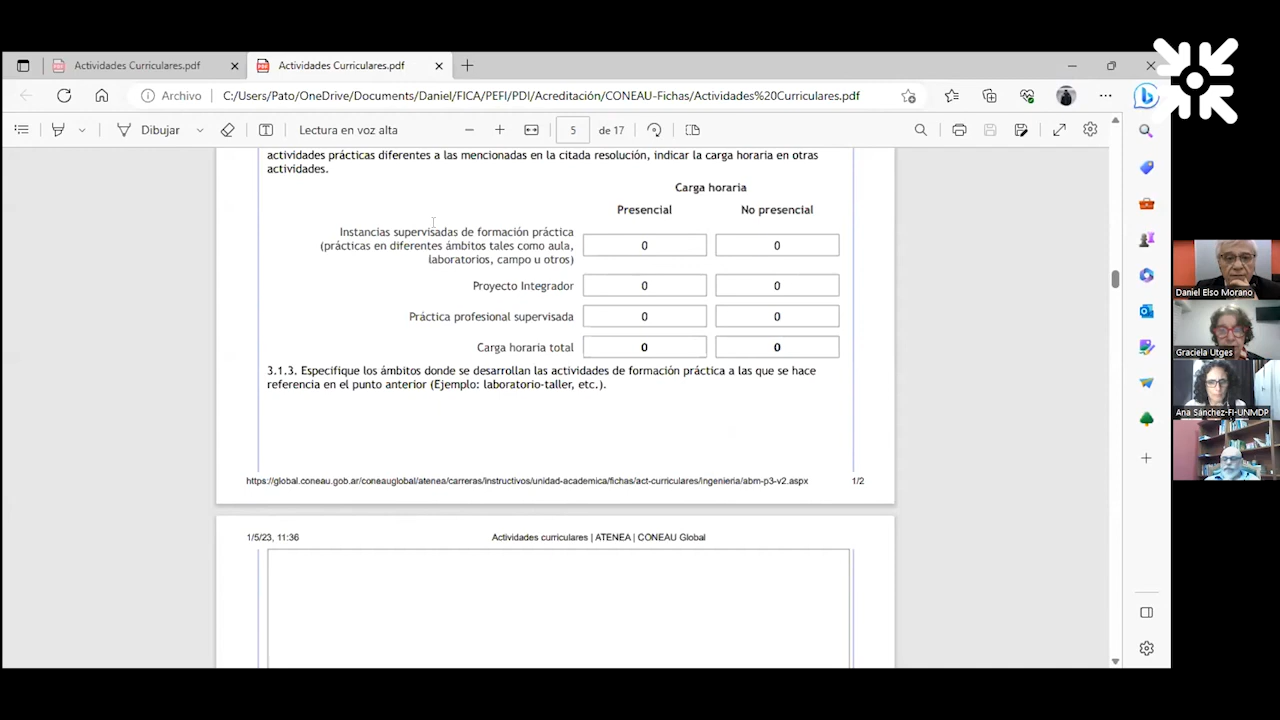 Actividades Curriculares.pdf
Actividades Curriculares.pdf
Archivo
C:/Users/Pato/OneDrive/Documents/Daniel/FICA/PEFI/PDI/Acreditación/CONEAU-Fichas/Actividades%20Curriculares.pdf
Dibujar
Lectura en voz alta
5 de 17
actividades prácticas diferentes a las mencionadas en la citada resolución, indicar la carga horaria en otras
actividades.
Carga horaria
Presencial No presencial
Instancias supervisadas de formación práctica
(prácticas en diferentes ámbitos tales como aula,
laboratorios, campo u otros)
0 0
Proyecto Integrador 0 0
Práctica profesional supervisada 0 0
Carga horaria total 0 0
3.1.3. Especifique los ámbitos donde se desarrollan las actividades de formación práctica a las que se hace
referencia en el punto anterior (Ejemplo: laboratorio-taller, etc.).
https://global.coneau.gob.ar/coneauglobal/atenea/carreras/instructivos/unidad-academica/fichas/act-curriculares/ingenieria/abm-p3-v2.aspx 1/2
1/5/23, 11:36 Actividades curriculares | ATENEA | CONEAU Global
Daniel Elso Morano
Graciela Utges
Ana Sánchez-FI-UNMDP